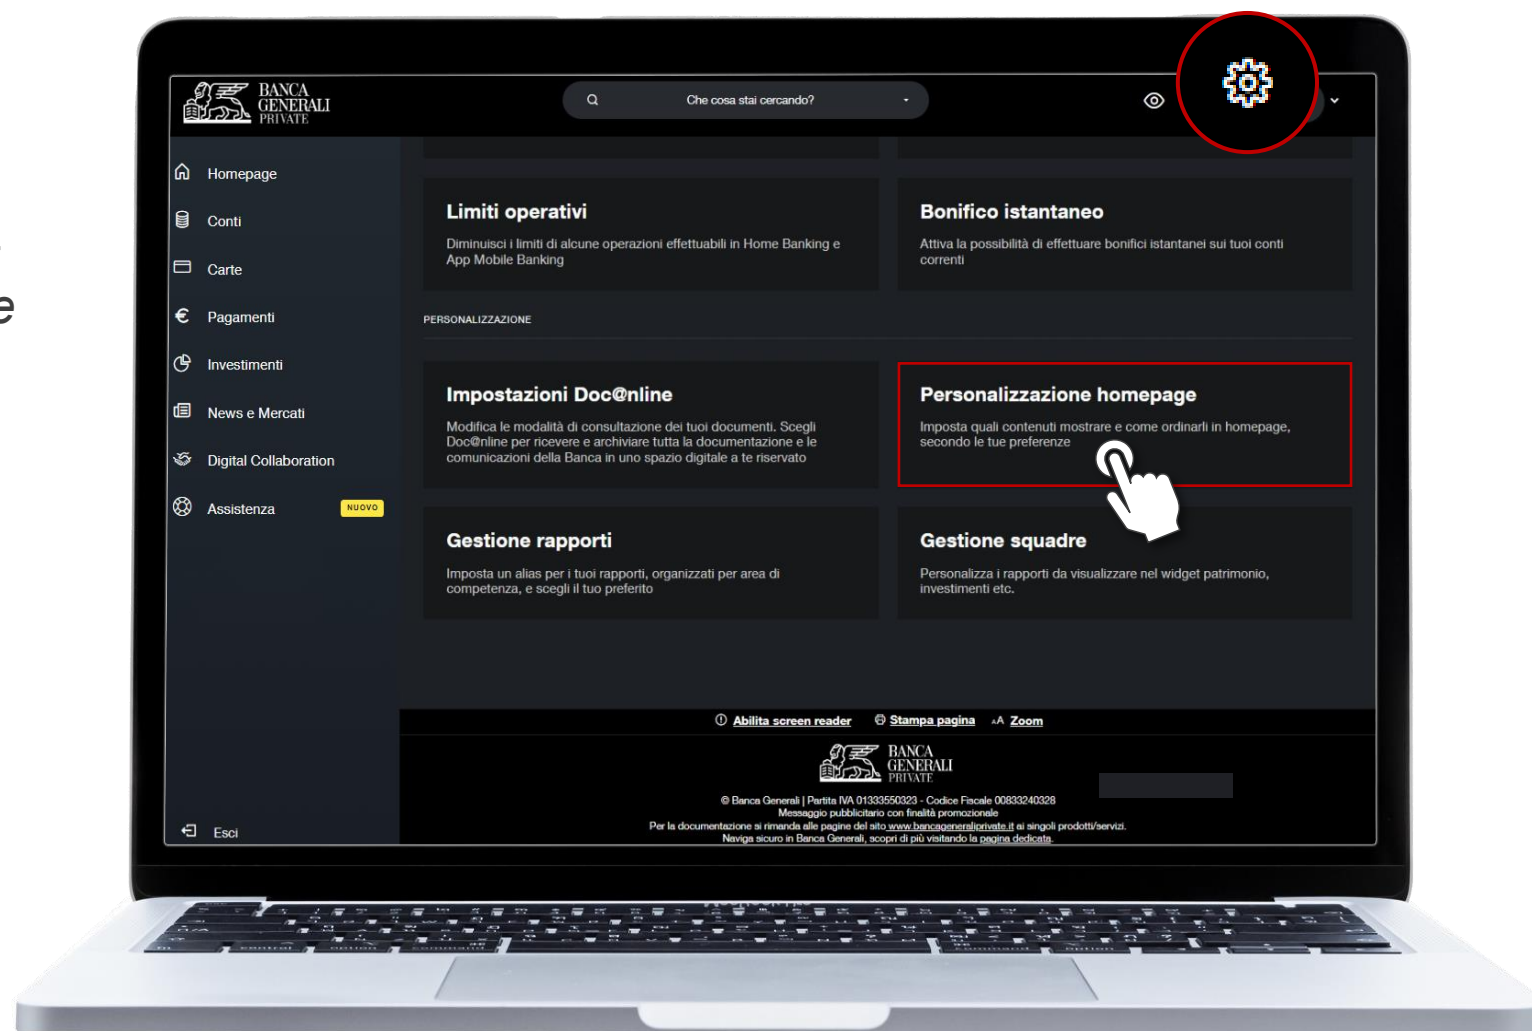 e
BANCA
GENERALI
PRIVATE
Che cosa stai cercando?
Homepage
Conti
Carte
Pagamenti
Investimenti
News e Mercati
Digital Collaboration
Assistenza
NUOVO
Esci
Limiti operativi
Diminuisci i limiti di alcune operazioni effettuabili in Home Banking e
App Mobile Banking
Bonifico istantaneo
Attiva la possibilità di effettuare bonifici istantanei sui tuoi conti
correnti
PERSONALIZZAZIONE
Impostazioni Doc@nline
Modifica le modalità di consultazione dei tuoi documenti. Scegli
Doc@nline per ricevere e archiviare tutta la documentazione e le
comunicazioni della Banca in uno spazio digitale a te riservato
Personalizzazione homepage
Imposta quali contenuti mostrare e come ordinarli in homepage,
secondo le tue preferenze
Gestione rapporti
Imposta un alias per i tuoi rapporti, organizzati per area di
competenza, e scegli il tuo preferito
Gestione squadre
Personalizza i rapporti da visualizzare nel widget patrimonio,
investimenti etc.
Abilita screen reader Stampa pagina AA Zoom
BANCA
GENERALI
PRIVATE
© Banca Generali | Partita IVA 01333550323 - Codice Fiscale 00833240328
Messaggio pubblicitario con finalità promozionale
Per la documentazione si rimanda alle pagine del sito www.bancageneraliprivate.it ai singoli prodotti/servizi.
Naviga sicuro in Banca Generali, scopri di più visitando la pagina dedicata.
control option command command option